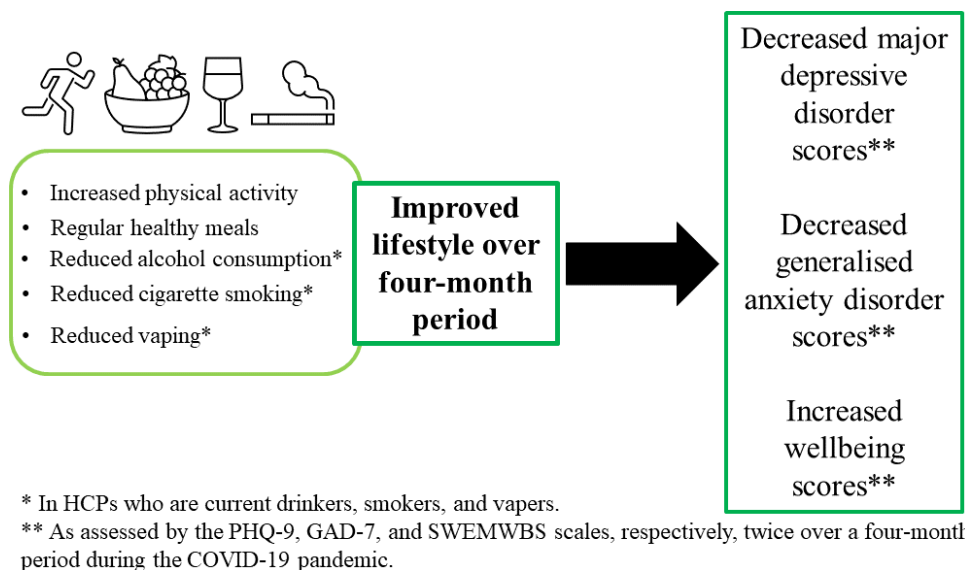 • Increased physical activity
• Regular healthy meals
• Reduced alcohol consumption*
• Reduced cigarette smoking*
• Reduced vaping*
Improved
lifestyle over
four-month
period
Decreased major
depressive
disorder
scores**
Decreased
generalised
anxiety disorder
scores**
Increased
wellbeing
scores**
* In HCPs who are current drinkers, smokers, and vapers.
** As assessed by the PHQ-9, GAD-7, and SWEMWBS scales, respectively, twice over a four-month
period during the COVID-19 pandemic.